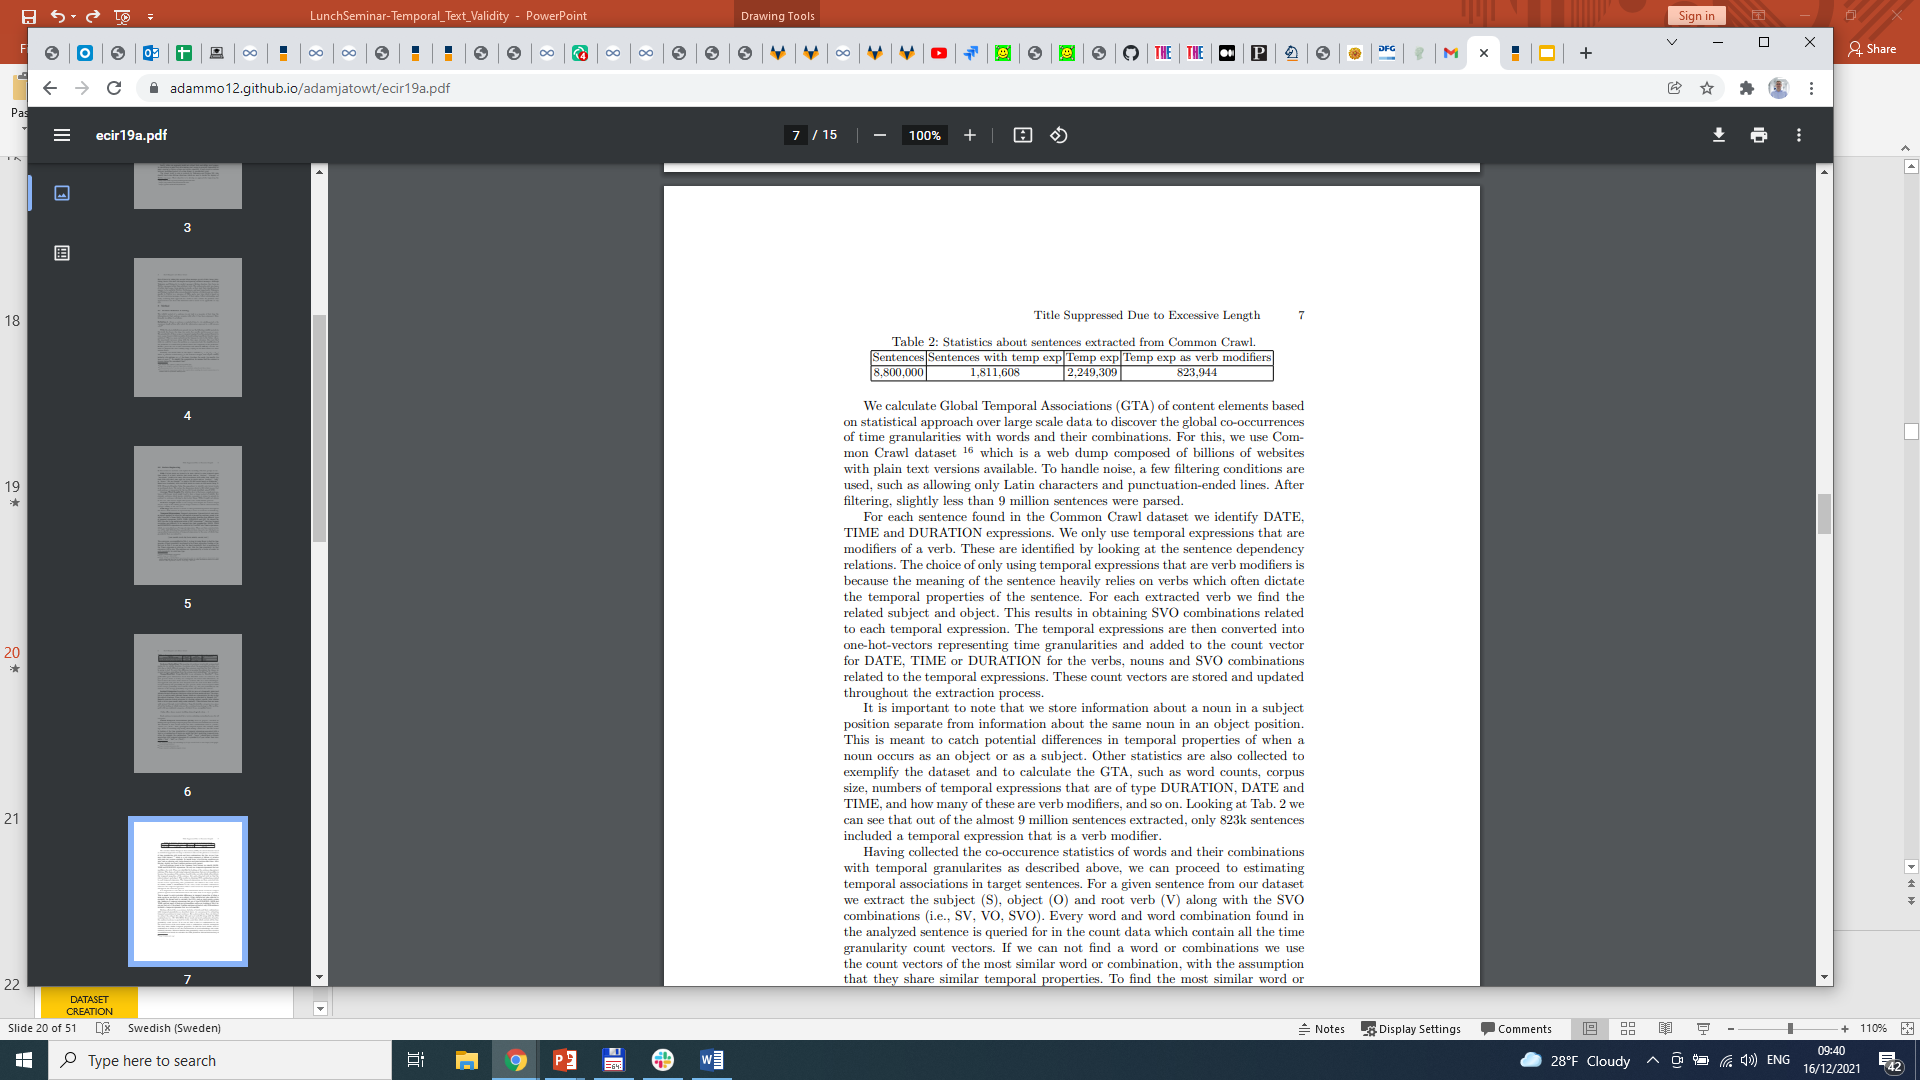 LunchSeminar-Temporal_Text_Validity - PowerPoint
Drawing Tools
Sign in
Share
adammo12.github.io/adamjatowt/ecir19a.pdf
ecir19a.pdf
7 / 15
100%
3
4
5
6
7
18
19
20
21
22
Title Suppressed Due to Excessive Length 7
Table 2: Statistics about sentences extracted from Common Crawl.
Sentences Sentences with temp exp Temp exp Temp exp as verb modifiers
8,800,000 1,811,608 2,249,309 823,944
We calculate Global Temporal Associations (GTA) of content elements based
on statistical approach over large scale data to discover the global co-occurrences
of time granularities with words and their combinations. For this, we use Com-
mon Crawl dataset 16 which is a web dump composed of billions of websites
with plain text versions available. To handle noise, a few filtering conditions are
used, such as allowing only Latin characters and punctuation-ended lines. After
filtering, slightly less than 9 million sentences were parsed.
For each sentence found in the Common Crawl dataset we identify DATE,
TIME and DURATION expressions. We only use temporal expressions that are
modifiers of a verb. These are identified by looking at the sentence dependency
relations. The choice of only using temporal expressions that are verb modifiers is
because the meaning of the sentence heavily relies on verbs which often dictate
the temporal properties of the sentence. For each extracted verb we find the
related subject and object. This results in obtaining SVO combinations related
to each temporal expression. The temporal expressions are then converted into
one-hot-vectors representing time granularities and added to the count vector
for DATE, TIME or DURATION for the verbs, nouns and SVO combinations
related to the temporal expressions. These count vectors are stored and updated
throughout the extraction process.
It is important to note that we store information about a noun in a subject
position separate from information about the same noun in an object position.
This is meant to catch potential differences in temporal properties of when a
noun occurs as an object or as a subject. Other statistics are also collected to
exemplify the dataset and to calculate the GTA, such as word counts, corpus
size, numbers of temporal expressions that are of type DURATION, DATE and
TIME, and how many of these are verb modifiers, and so on. Looking at Tab. 2 we
can see that out of the almost 9 million sentences extracted, only 823k sentences
included a temporal expression that is a verb modifier.
Having collected the co-occurence statistics of words and their combinations
with temporal granularites as described above, we can proceed to estimating
temporal associations in target sentences. For a given sentence from our dataset
we extract the subject (S), object (O) and root verb (V) along with the SVO
combinations (i.e., SV, VO, SVO). Every word and word combination found in
the analyzed sentence is queried for in the count data which contain all the time
granularity count vectors. If we can not find a word or combinations we use
the count vectors of the most similar word or combination, with the assumption
that they share similar temporal properties. To find the most similar word or
DATASET
CREATION
Slide 20 of 51
Swedish (Sweden)
Notes
Display Settings
Comments
110%
Type here to search
28°F Cloudy
ENG
09:40
16/12/2021
42